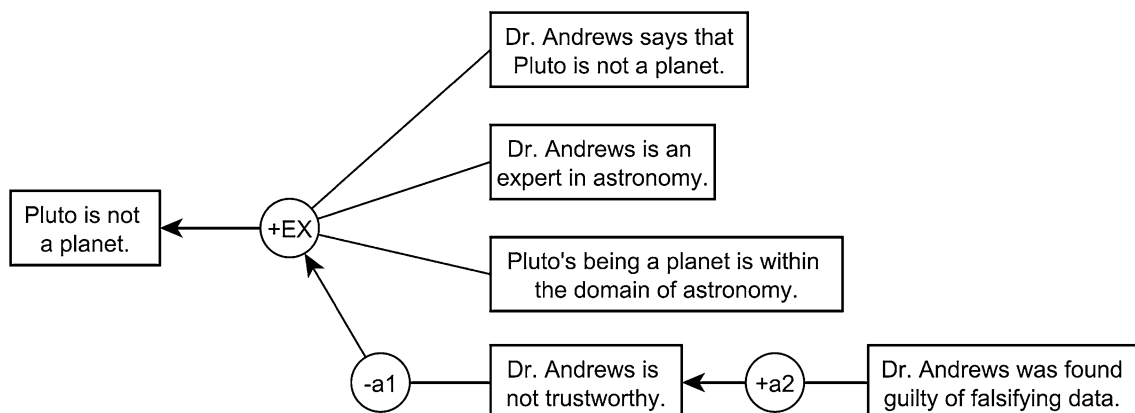 Dr. Andrews says that
Pluto is not a planet.
Dr. Andrews is an
expert in astronomy.
Pluto is not
a planet.
+EX
Pluto's being a planet is within
the domain of astronomy.
-a1
Dr. Andrews is
not trustworthy.
+a2
Dr. Andrews was found
guilty of falsifying data.